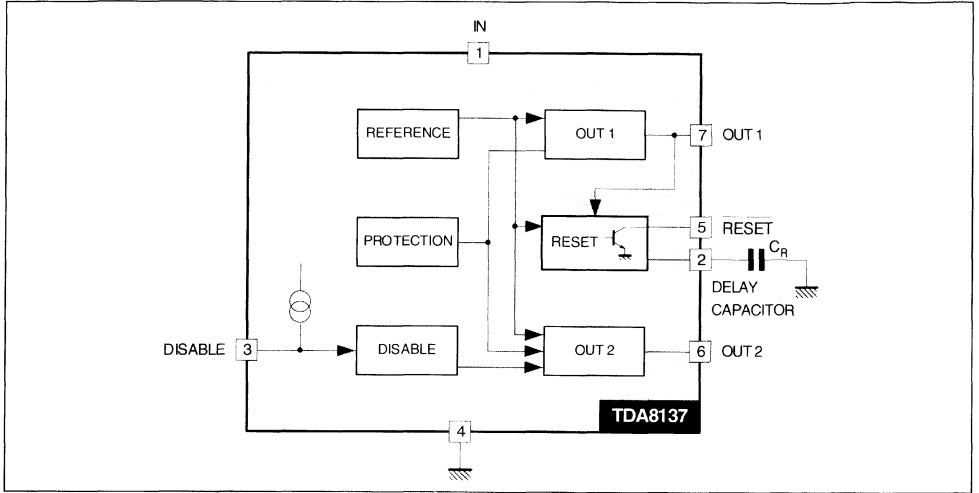 IN
1
REFERENCE
OUT 1
7 OUT 1
RESET
5 RESET
PROTECTION
2
C_R
DELAY
CAPACITOR
DISABLE 3
DISABLE
OUT 2
6 OUT 2
TDA8137
4